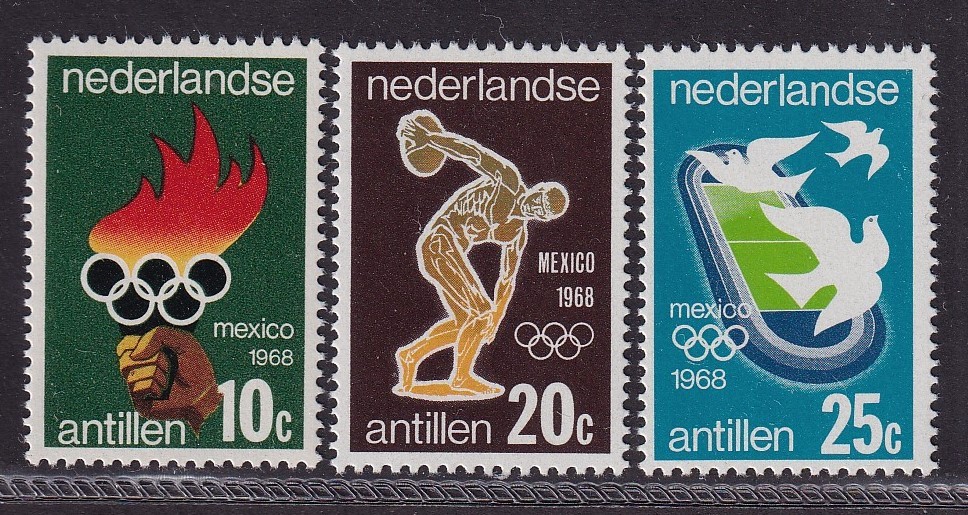 nederlandse
mexico
1968
10c
antillen
nederlandse
MEXICO
1968
20c
antillen
nederlandse
mexico
1968
25c
antillen